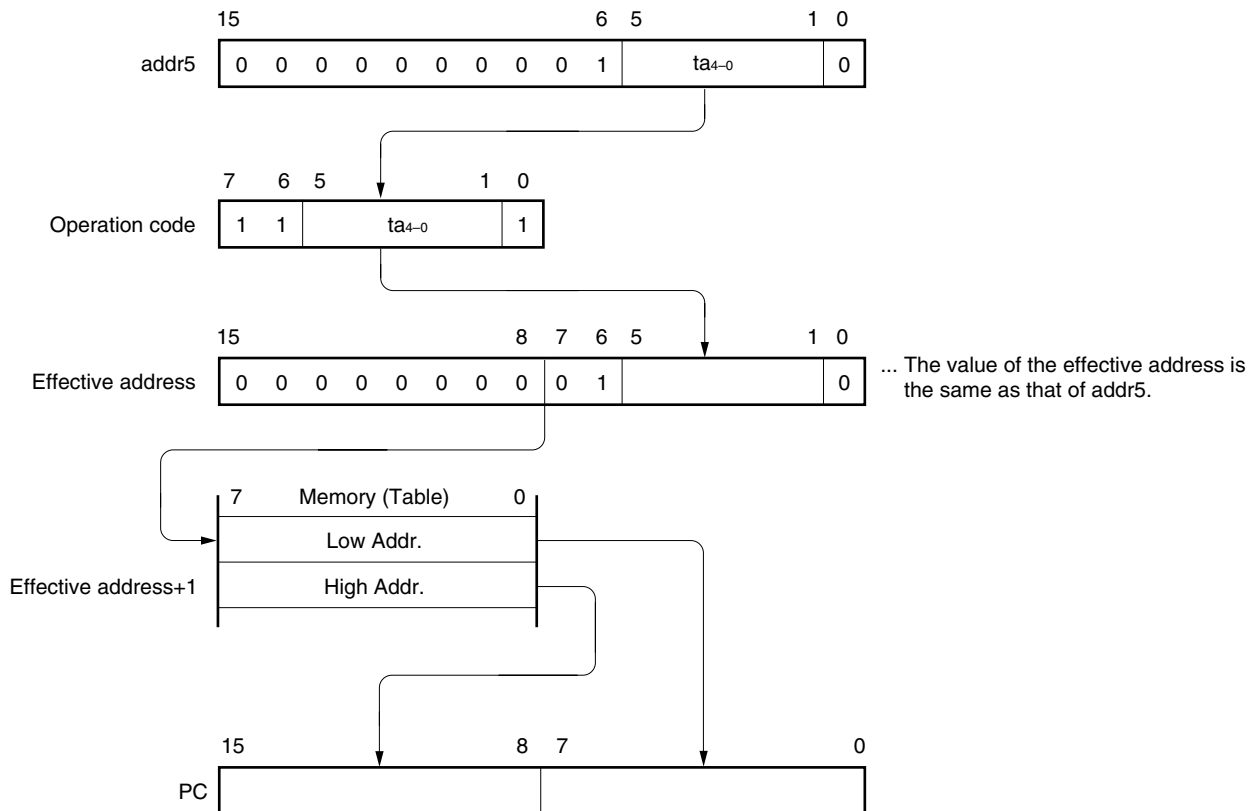 15 6 5 1 0
addr5 0 0 0 0 0 0 0 0 0 1 ta4–0 0
7 6 5 1 0
Operation code 1 1 ta4–0 1
15 8 7 6 5 1 0
Effective address 0 0 0 0 0 0 0 0 0 1 0
... The value of the effective address is
the same as that of addr5.
7 Memory (Table) 0
Low Addr.
Effective address+1 High Addr.
15 8 7 0
PC